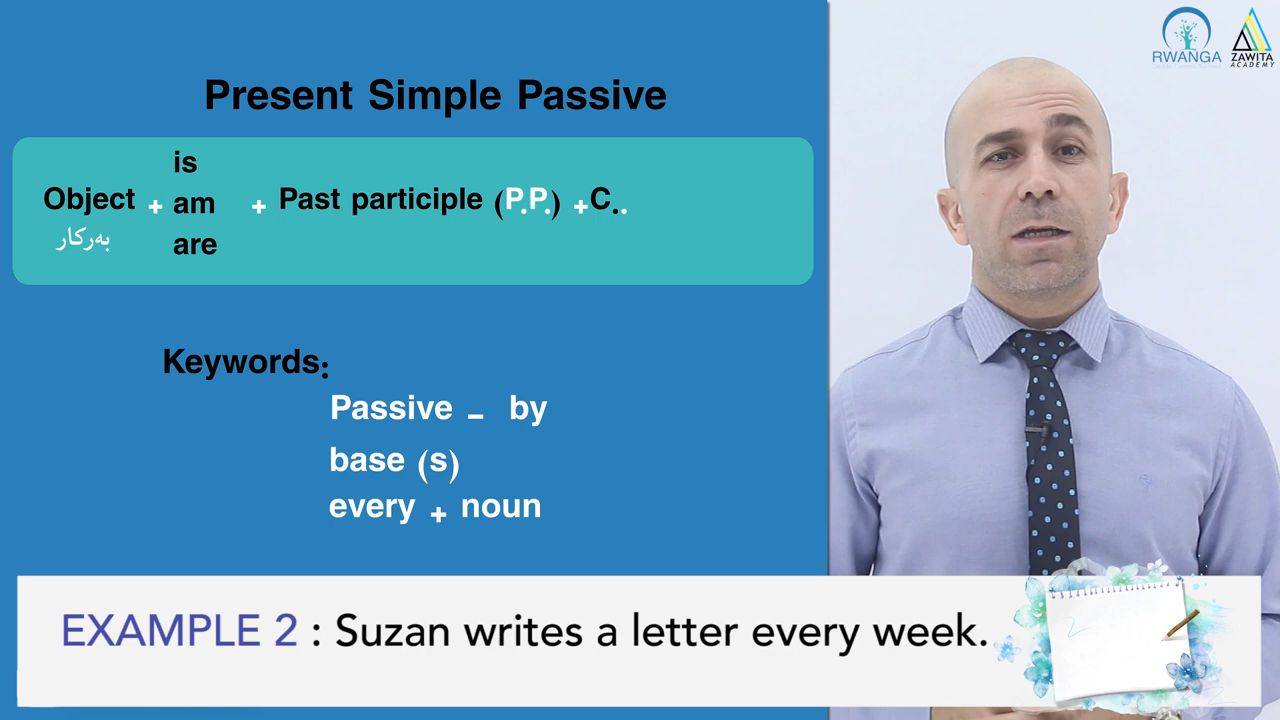 RWANGA
ZAWITA
ACADEMY
Present Simple Passive
is
Object + am + Past participle (P.P.) +C..
بەرکار
are
Keywords:
Passive - by
base (s)
every + noun
EXAMPLE 2 : Suzan writes a letter every week.